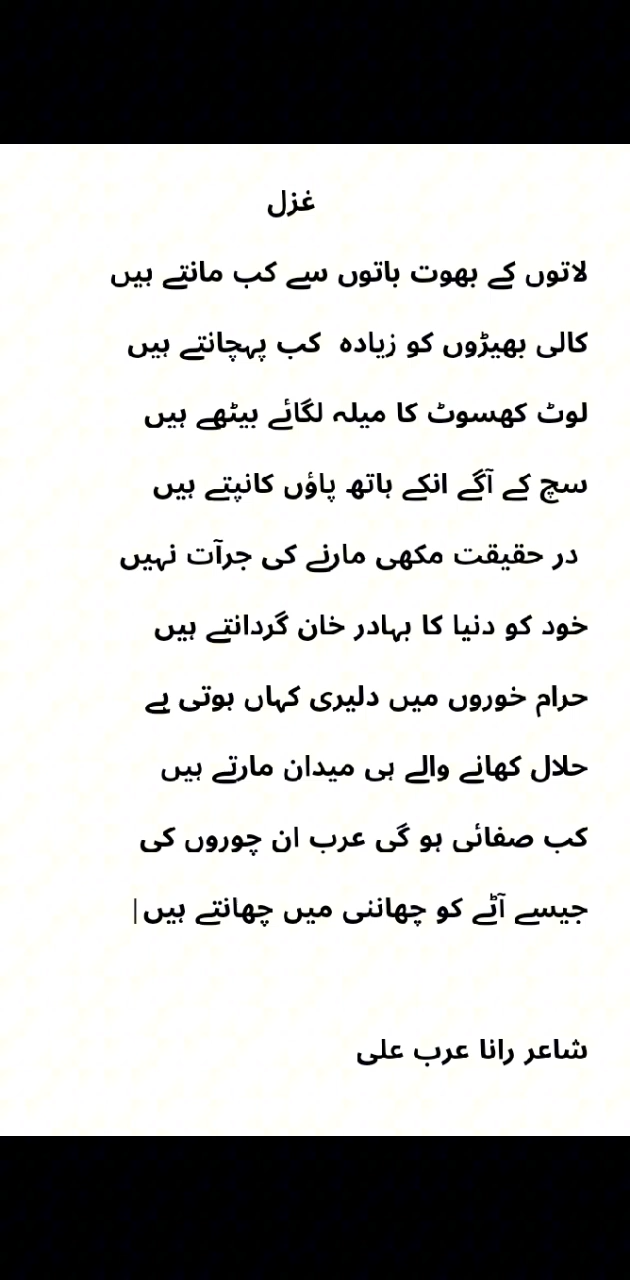 غزل
لاتوں کے بھوت باتوں سے کب مانتے ہیں
کالی بھیڑوں کو زیادہ کب پہچانتے ہیں
لوٹ کھسوٹ کا میلہ لگائے بیٹھے ہیں
سچ کے آگے انکے ہاتھ پاؤں کانپتے ہیں
در حقیقت مکھی مارنے کی جرآت نہیں
خود کو دنیا کا بہادر خان گردانتے ہیں
حرام خوروں میں دلیری کہاں ہوتی ہے
حلال کھانے والے ہی میدان مارتے ہیں
کب صفائی ہو گی عرب ان چوروں کی
جیسے آٹے کو چھاننی میں چھانتے ہیں
شاعر رانا عرب علی